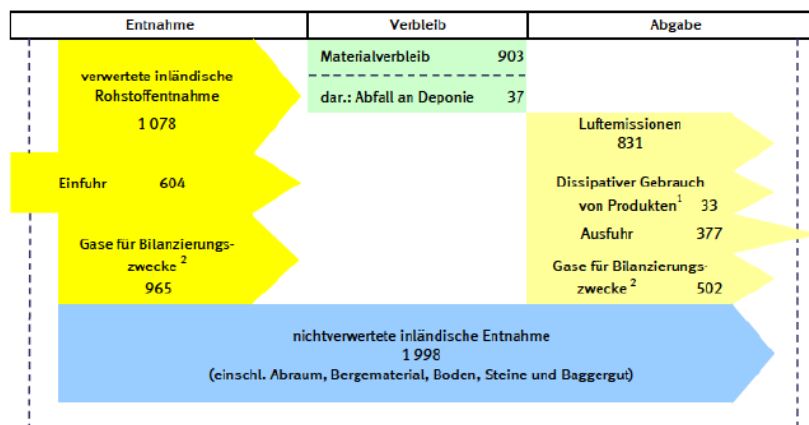 Entnahme
Verbleib
Abgabe
verwertete inländische
Rohstoffentnahme
1 078
Einfuhr 604
Gase für Bilanzierungs-
zwecke 2
965
Materialverbleib 903
dar.: Abfall an Deponie 37
Luftemissionen
831
Dissipativer Gebrauch
von Produkten1 33
Ausfuhr 377
Gase für Bilanzierungs-
zwecke 2 502
nichtverwertete inländische Entnahme
1 998
(einschl. Abraum, Bergematerial, Boden, Steine und Baggergut)